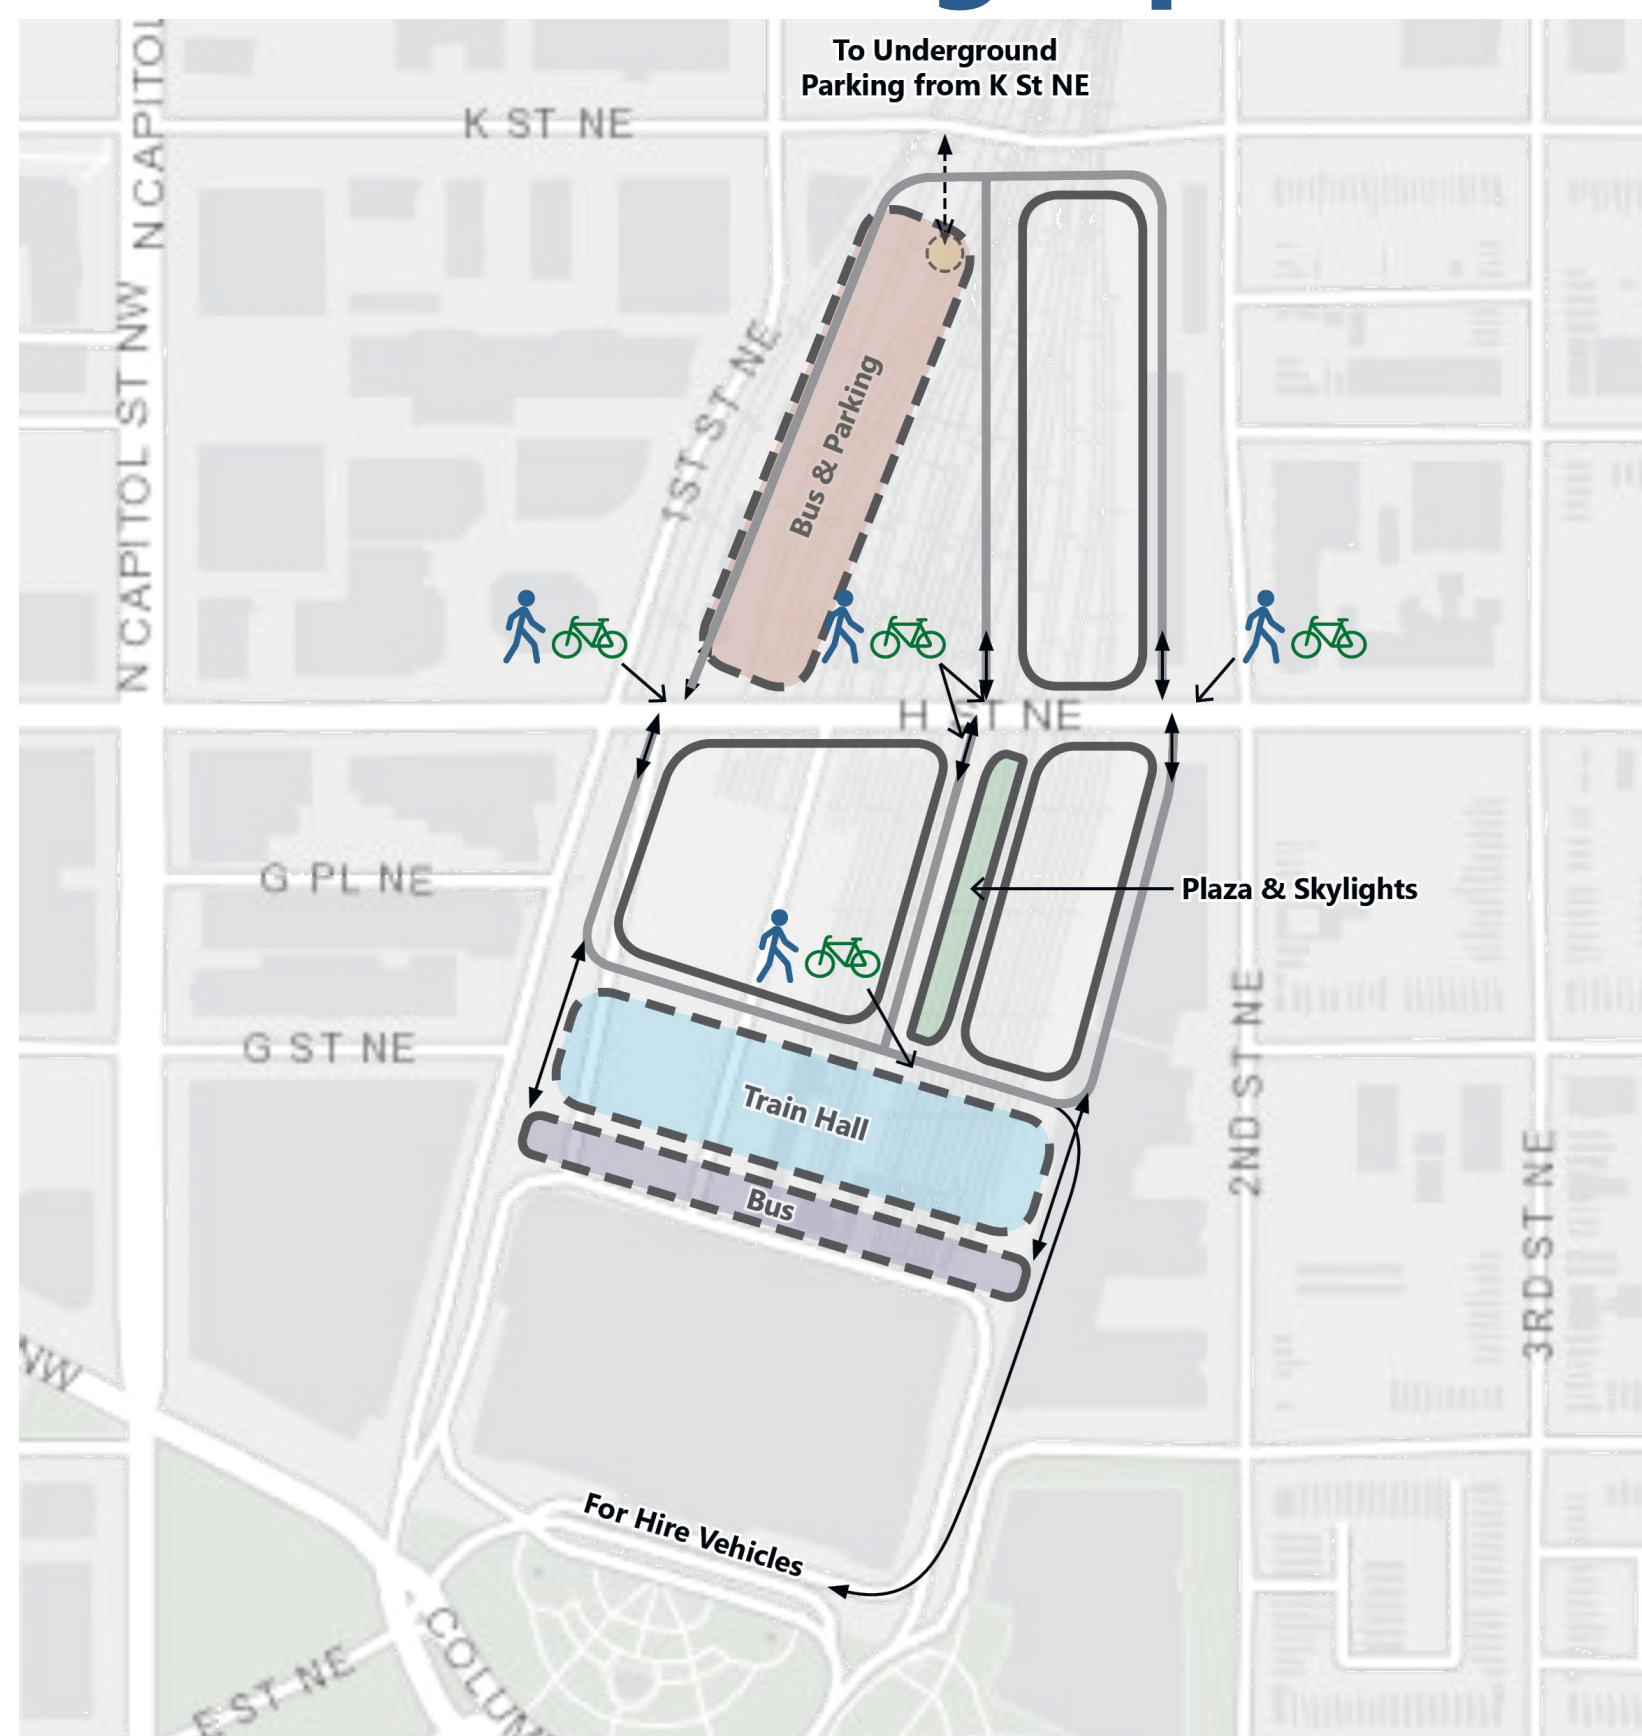 To Underground
Parking from K St NE
K ST NE
N CAPITOL
N CAPITOL ST NW
1ST ST NE
Bus & Parking
H ST NE
G PL NE
Plaza & Skylights
G ST NE
2ND ST NE
Train Hall
Bus
3RD ST NE
NW
For Hire Vehicles
E ST NE
COLUM